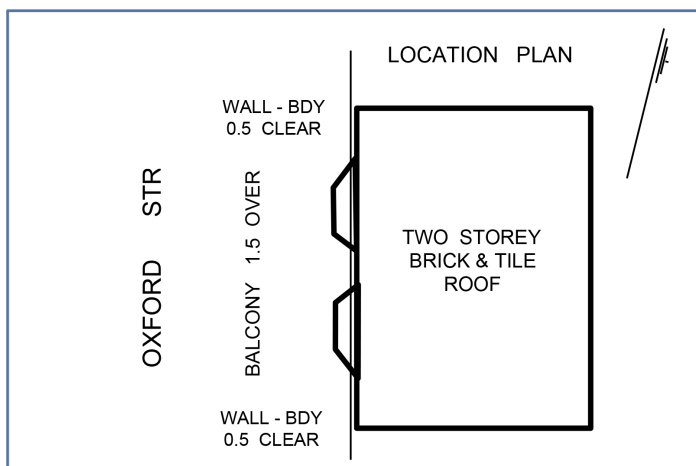 LOCATION PLAN
WALL - BDY
0.5 CLEAR
OXFORD STR
BALCONY 1.5 OVER
TWO STOREY
BRICK & TILE
ROOF
WALL - BDY
0.5 CLEAR